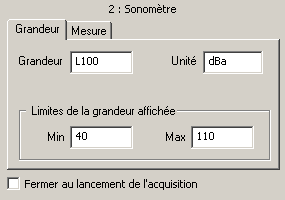 2 : Sonomètre
Grandeur Mesure
Grandeur L100 Unité dBa
Limites de la grandeur affichée
Min 40 Max 110
Fermer au lancement de l'acquisition